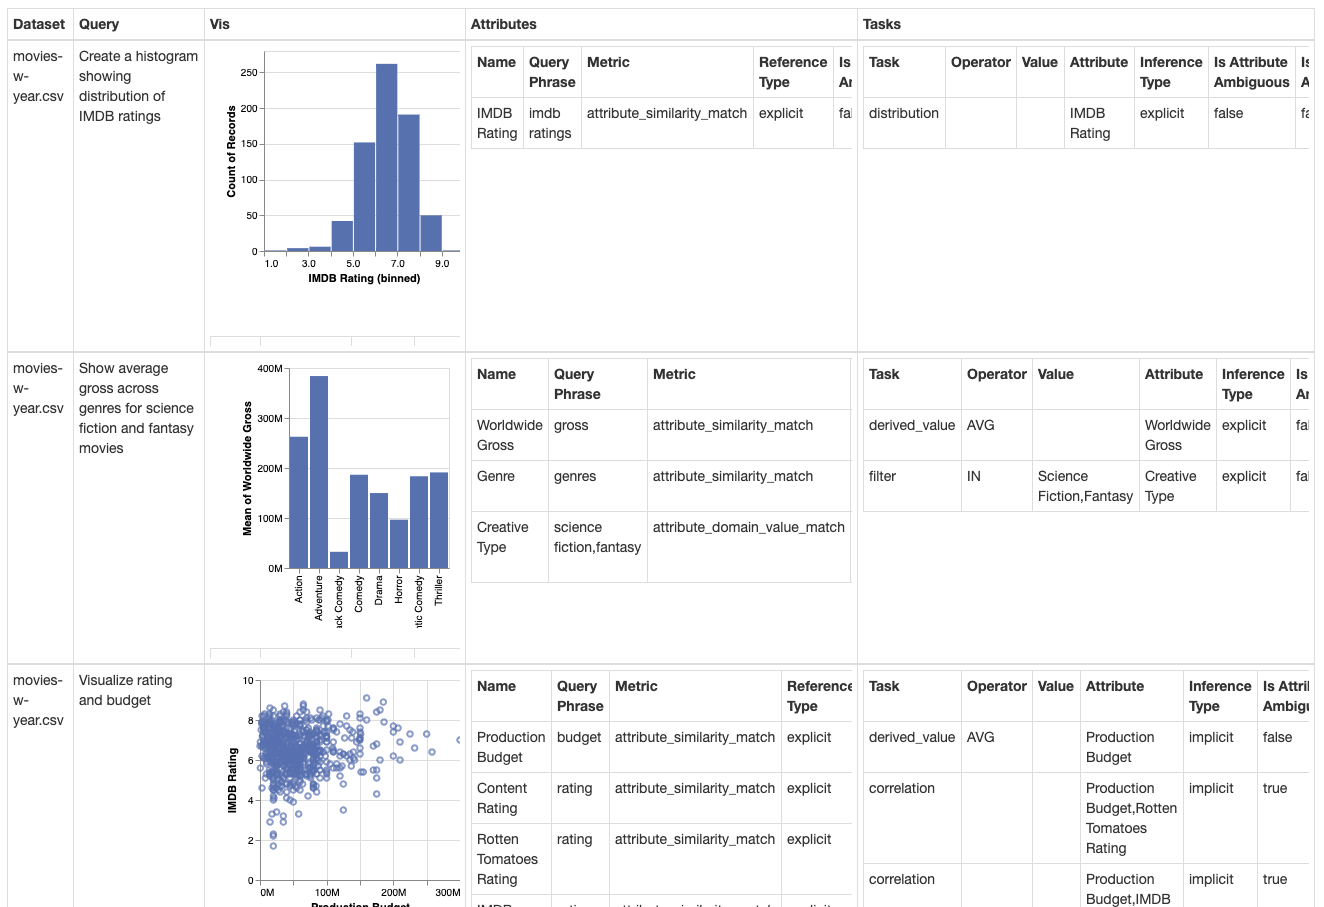 Dataset Query Vis Attributes Tasks
movies-
w-
year.csv
Create a histogram
showing
distribution of
IMDB ratings
250
200
150
100
50
0
Count of Records
1.0 3.0 5.0 7.0 9.0
IMDB Rating (binned)
Name Query Phrase Metric Reference Type Is
IMDB Rating imdb ratings attribute_similarity_match explicit
Task Operator Value Attribute Inference Type Is Attribute Ambiguous
distribution IMDB Rating explicit false
movies-
w-
year.csv
Show average
gross across
genres for science
fiction and fantasy
movies
400M
300M
200M
100M
0M
Mean of Worldwide Gross
Action
Adventure
ck Comedy
Comedy
Drama
Horror
tic Comedy
Thriller
Name Query Phrase Metric
Worldwide Gross gross attribute_similarity_match
Genre genres attribute_similarity_match
Creative Type science fiction,fantasy attribute_domain_value_match
Task Operator Value Attribute Inference Type Is
derived_value AVG Worldwide Gross explicit
filter IN Science Fiction,Fantasy Creative Type explicit
movies-
w-
year.csv
Visualize rating
and budget
10
8
6
4
2
0
IMDB Rating
0M 100M 200M 300M
Production Budget
Name Query Phrase Metric Reference Type
Production Budget budget attribute_similarity_match explicit
Content Rating rating attribute_similarity_match explicit
Rotten Tomatoes Rating rating attribute_similarity_match explicit
Task Operator Value Attribute Inference Type Is
derived_value AVG Production Budget implicit false
correlation Production Budget,Rotten Tomatoes Rating implicit true
correlation Production Budget,IMDB implicit true